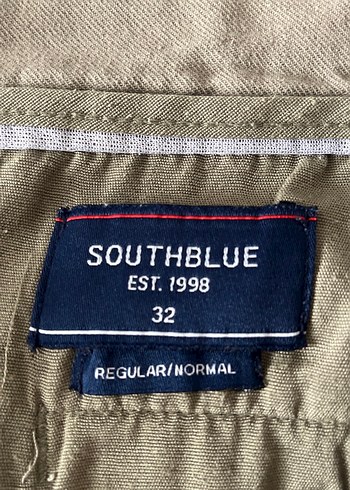 SOUTHBLUE
EST. 1998
32
REGULAR/NORMAL